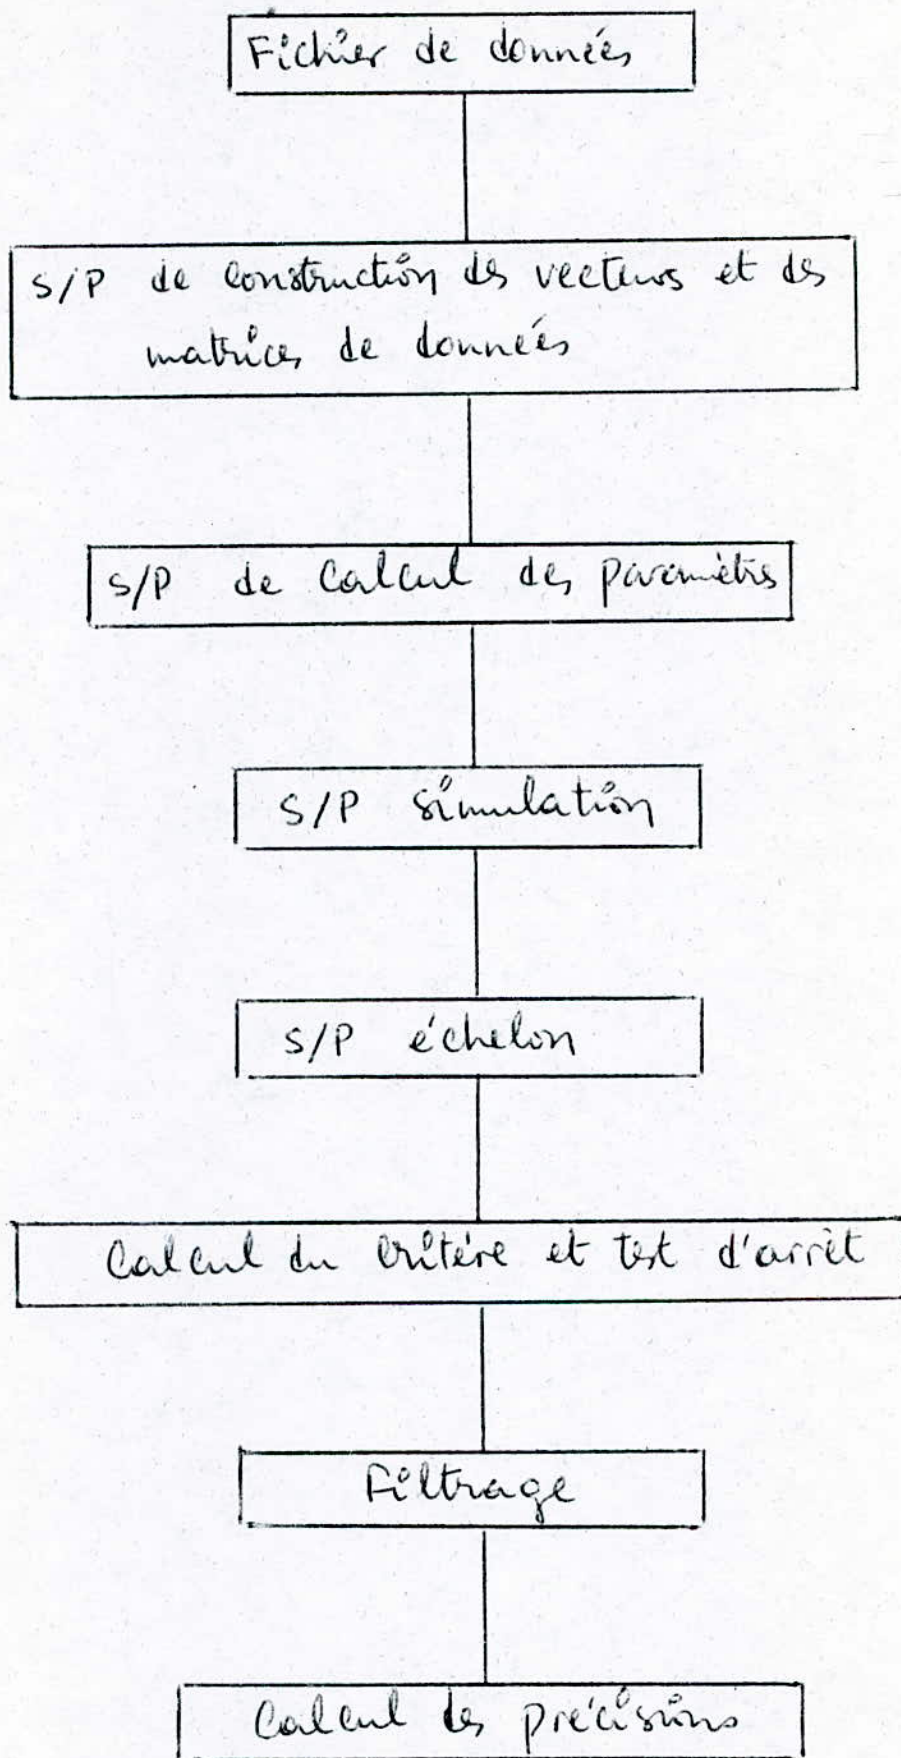 Fichier de données
S/P de construction des vecteurs et des
matrices de données
S/P de Calcul des paramètres
S/P simulation
S/P échelon
Calcul du critère et test d'arrêt
Filtrage
Calcul des précisions